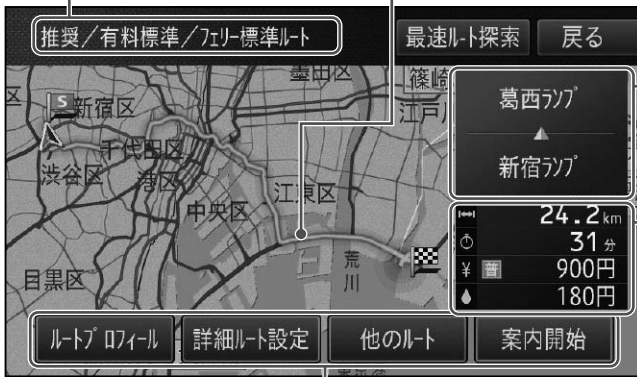 推奨／有料標準／フェリー標準ルート
最速ルート探索
戻る
墨田区
篠崎
区
新宿区
江戸川
葛西ランプ
千代田区
渋谷区
港区
新宿ランプ
中央区
江東区
24.2km
31分
目黒区
荒川
¥ 普 900円
180円
ルートプロフィール
詳細ルート設定
他のルート
案内開始